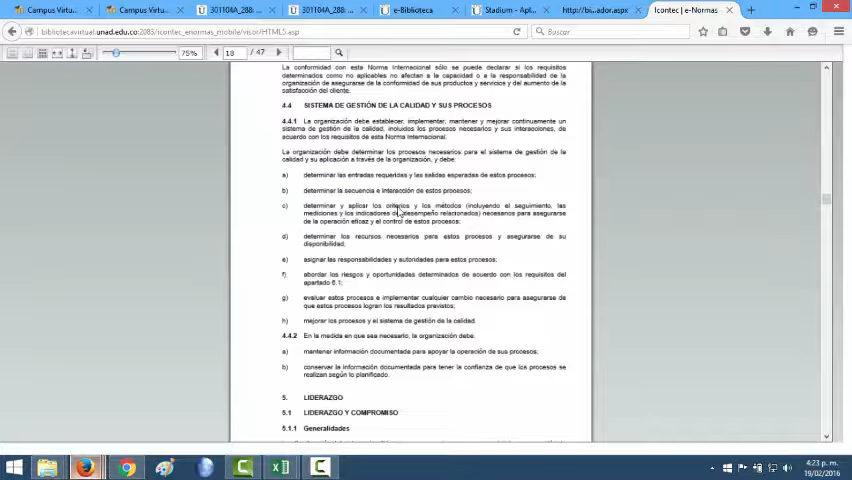 Campus Virtu...
Campus Virtu...
301104A_288: ...
301104A_288: ...
e-Biblioteca
Stadium - Apl...
http://bi...ador.aspx
Icontec | e-Normas
bibliotecavirtual.unad.edu.co:2083/icontec_enormas_mobile/visor/HTML5.asp
Buscar
75%
18 / 47
La conformidad con esta Norma Internacional sólo se puede declarar si los requisitos
determinados como no aplicables no afectan a la capacidad o a la responsabilidad de la
organización de asegurarse de la conformidad de sus productos y servicios y del aumento de la
satisfacción del cliente.
4.4 SISTEMA DE GESTIÓN DE LA CALIDAD Y SUS PROCESOS
4.4.1 La organización debe establecer, implementar, mantener y mejorar continuamente un
sistema de gestión de la calidad, incluidos los procesos necesarios y sus interacciones, de
acuerdo con los requisitos de esta Norma Internacional.
La organización debe determinar los procesos necesarios para el sistema de gestión de la
calidad y su aplicación a través de la organización, y debe:
a) determinar las entradas requeridas y las salidas esperadas de estos procesos;
b) determinar la secuencia e interacción de estos procesos;
c) determinar y aplicar los criterios y los métodos (incluyendo el seguimiento, las
mediciones y los indicadores de desempeño relacionados) necesarios para asegurarse
de la operación eficaz y el control de estos procesos;
d) determinar los recursos necesarios para estos procesos y asegurarse de su
disponibilidad;
e) asignar las responsabilidades y autoridades para estos procesos;
f) abordar los riesgos y oportunidades determinados de acuerdo con los requisitos del
apartado 6.1;
g) evaluar estos procesos e implementar cualquier cambio necesario para asegurarse de
que estos procesos logran los resultados previstos;
h) mejorar los procesos y el sistema de gestión de la calidad.
4.4.2 En la medida en que sea necesario, la organización debe:
a) mantener información documentada para apoyar la operación de sus procesos;
b) conservar la información documentada para tener la confianza de que los procesos se
realizan según lo planificado.
5. LIDERAZGO
5.1 LIDERAZGO Y COMPROMISO
5.1.1 Generalidades
4:23 p. m.
19/02/2016